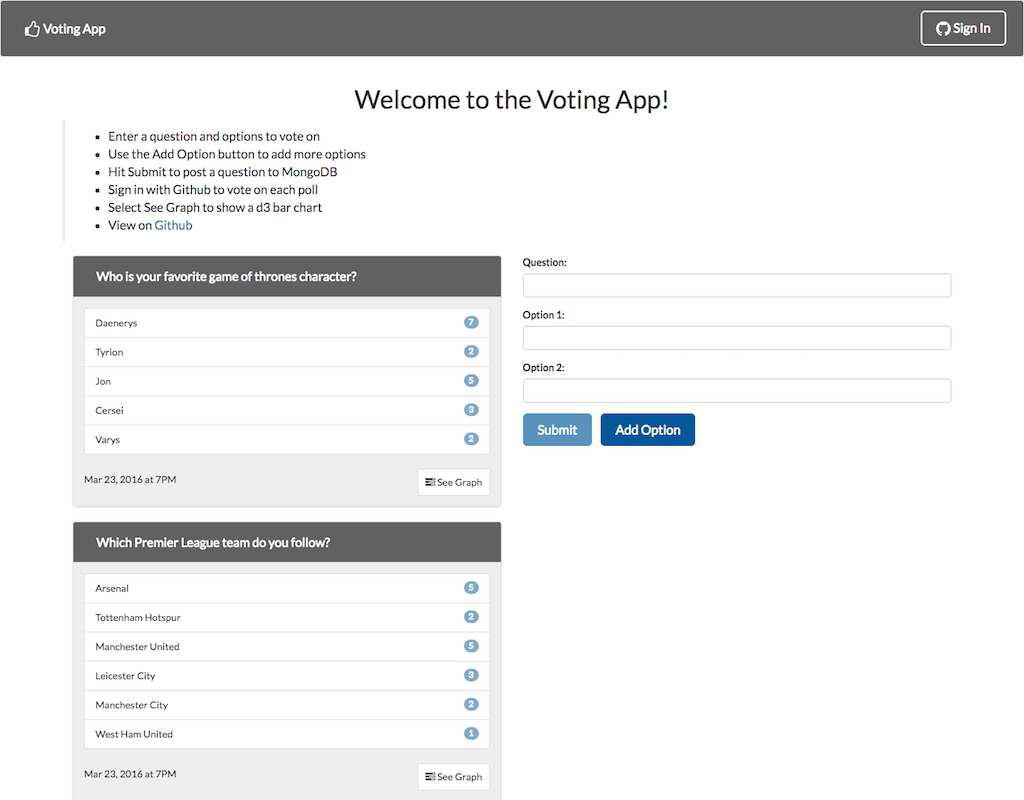 Voting App
Sign In
Welcome to the Voting App!
Enter a question and options to vote on
Use the Add Option button to add more options
Hit Submit to post a question to MongoDB
Sign in with Github to vote on each poll
Select See Graph to show a d3 bar chart
View on Github
Who is your favorite game of thrones character?
Daenerys 7
Tyrion 2
Jon 5
Cersei 3
Varys 2
Mar 23, 2016 at 7PM
See Graph
Which Premier League team do you follow?
Arsenal 5
Tottenham Hotspur 2
Manchester United 5
Leicester City 3
Manchester City 2
West Ham United 1
Mar 23, 2016 at 7PM
See Graph
Question:
Option 1:
Option 2:
Submit
Add Option